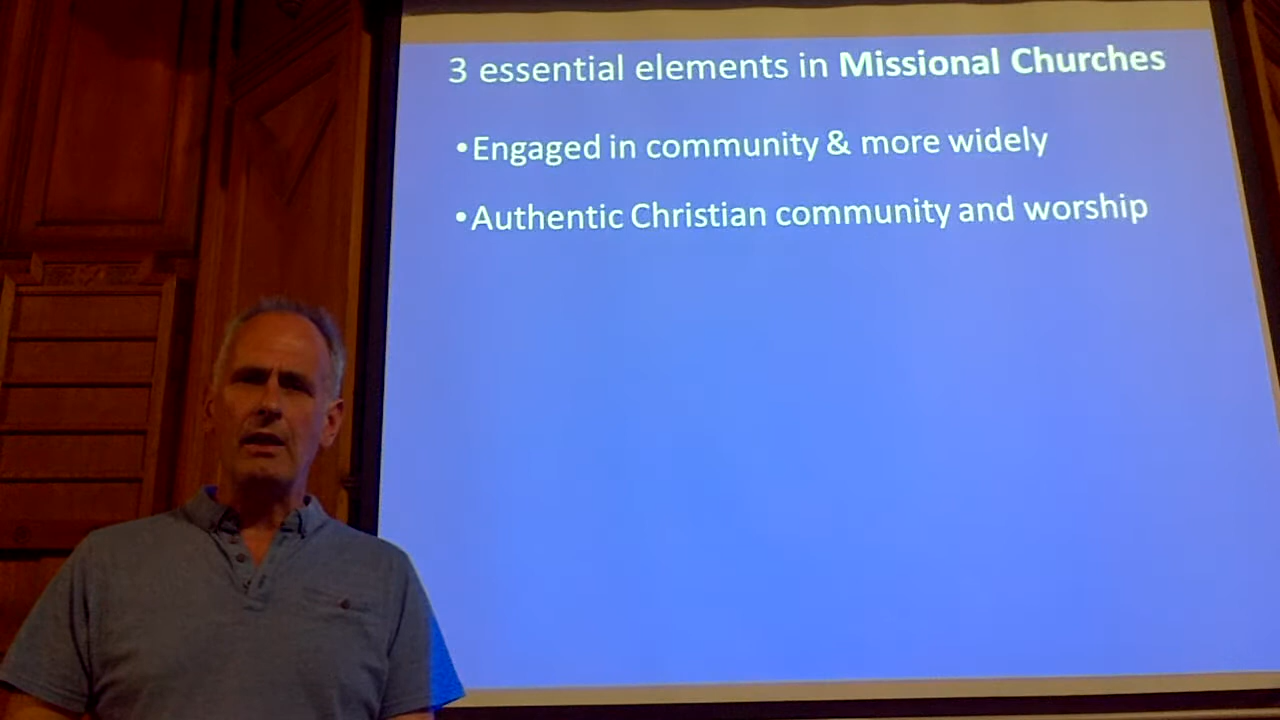 3 essential elements in Missional Churches
•Engaged in community & more widely
•Authentic Christian community and worship